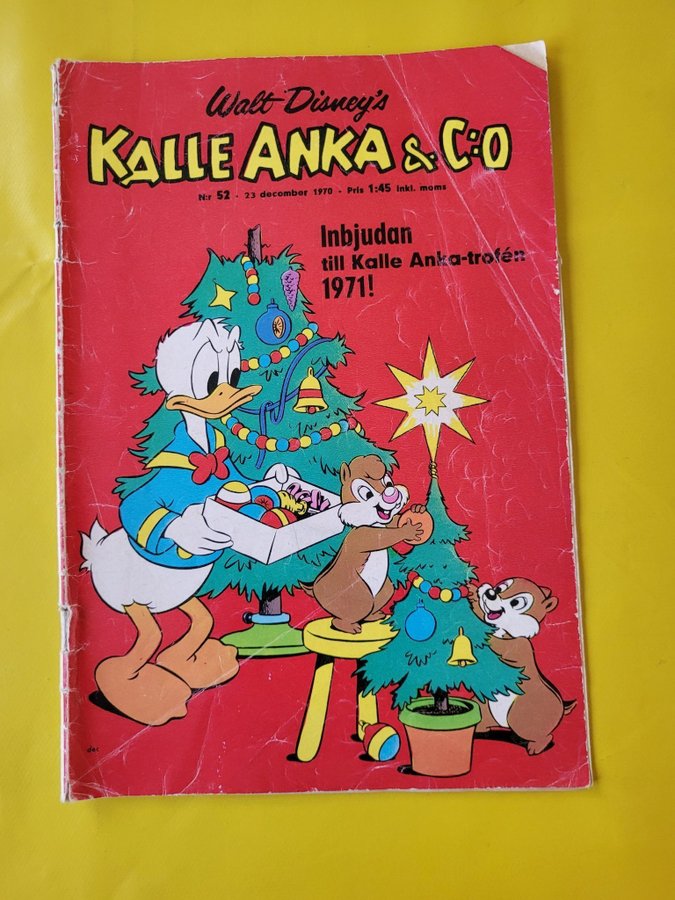 Walt Disney's
KALLE ANKA & C:O
N:r 52 · 23 december 1970 · Pris 1:45 inkl. moms
Inbjudan
till Kalle Anka-trofén
1971!